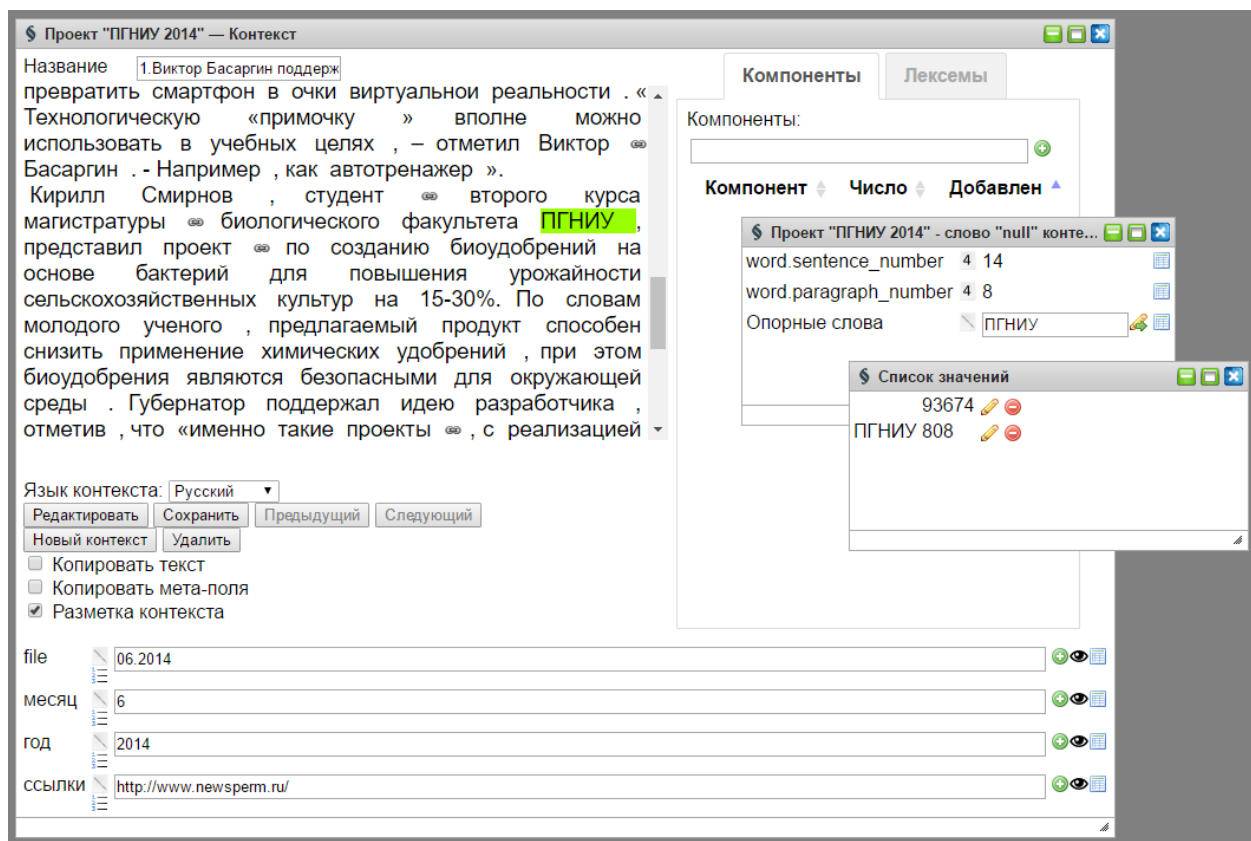 § Проект "ПГНИУ 2014" — Контекст
Название 1.Виктор Басаргин поддерж
превратить смартфон в очки виртуальной реальности . «
Технологическую «примочку » вполне можно
использовать в учебных целях , – отметил Виктор
Басаргин . - Например , как автотренажер ».
Кирилл Смирнов , студент второго курса
магистратуры биологического факультета ПГНИУ ,
представил проект по созданию биоудобрений на
основе бактерий для повышения урожайности
сельскохозяйственных культур на 15-30%. По словам
молодого ученого , предлагаемый продукт способен
снизить применение химических удобрений , при этом
биоудобрения являются безопасными для окружающей
среды . Губернатор поддержал идею разработчика ,
отметив , что «именно такие проекты , с реализацией
Язык контекста: Русский
Редактировать Сохранить Предыдущий Следующий
Новый контекст Удалить
Копировать текст
Копировать мета-поля
Разметка контекста
Компоненты Лексемы
Компоненты:
Компонент Число Добавлен
§ Проект "ПГНИУ 2014" - слово "null" конте...
word.sentence_number 4 14
word.paragraph_number 4 8
Опорные слова ПГНИУ
§ Список значений
93674
ПГНИУ 808
file 06.2014
месяц 6
год 2014
ссылки http://www.newsperm.ru/